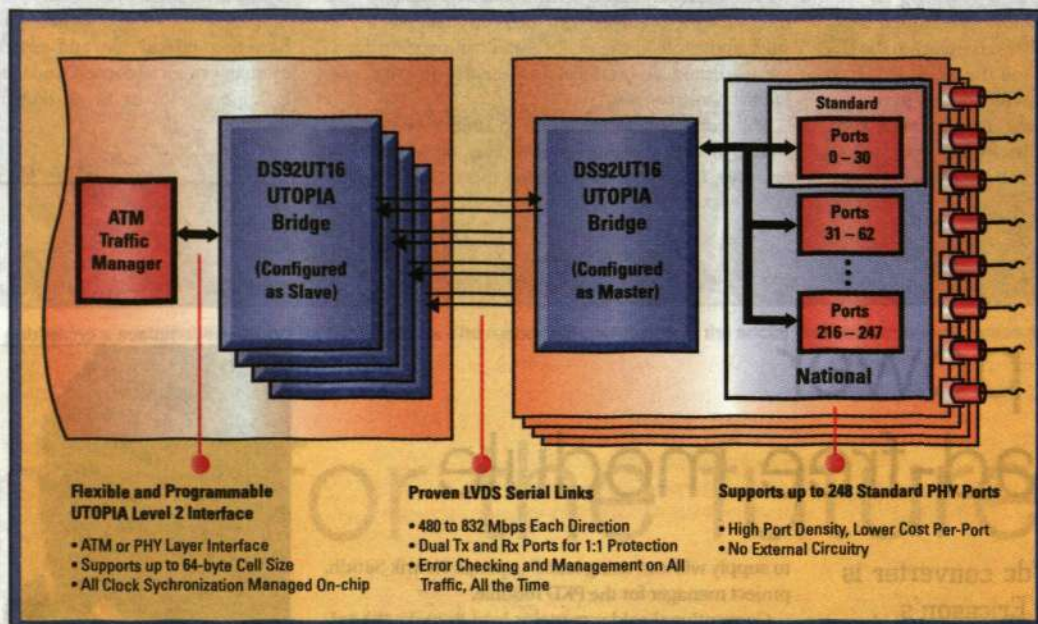 ATM
Traffic
Manager
DS92UT16
UTOPIA
Bridge
(Configured
as Slave)
DS92UT16
UTOPIA
Bridge
(Configured
as Master)
Standard
Ports
0 – 30
Ports
31 – 62
Ports
216 – 247
National
Flexible and Programmable
UTOPIA Level 2 Interface
• ATM or PHY Layer Interface
• Supports up to 64-byte Cell Size
• All Clock Sychronization Managed On-chip
Proven LVDS Serial Links
• 480 to 832 Mbps Each Direction
• Dual Tx and Rx Ports for 1:1 Protection
• Error Checking and Management on All
Traffic, All the Time
Supports up to 248 Standard PHY Ports
• High Port Density, Lower Cost Per-Port
• No External Circuitry